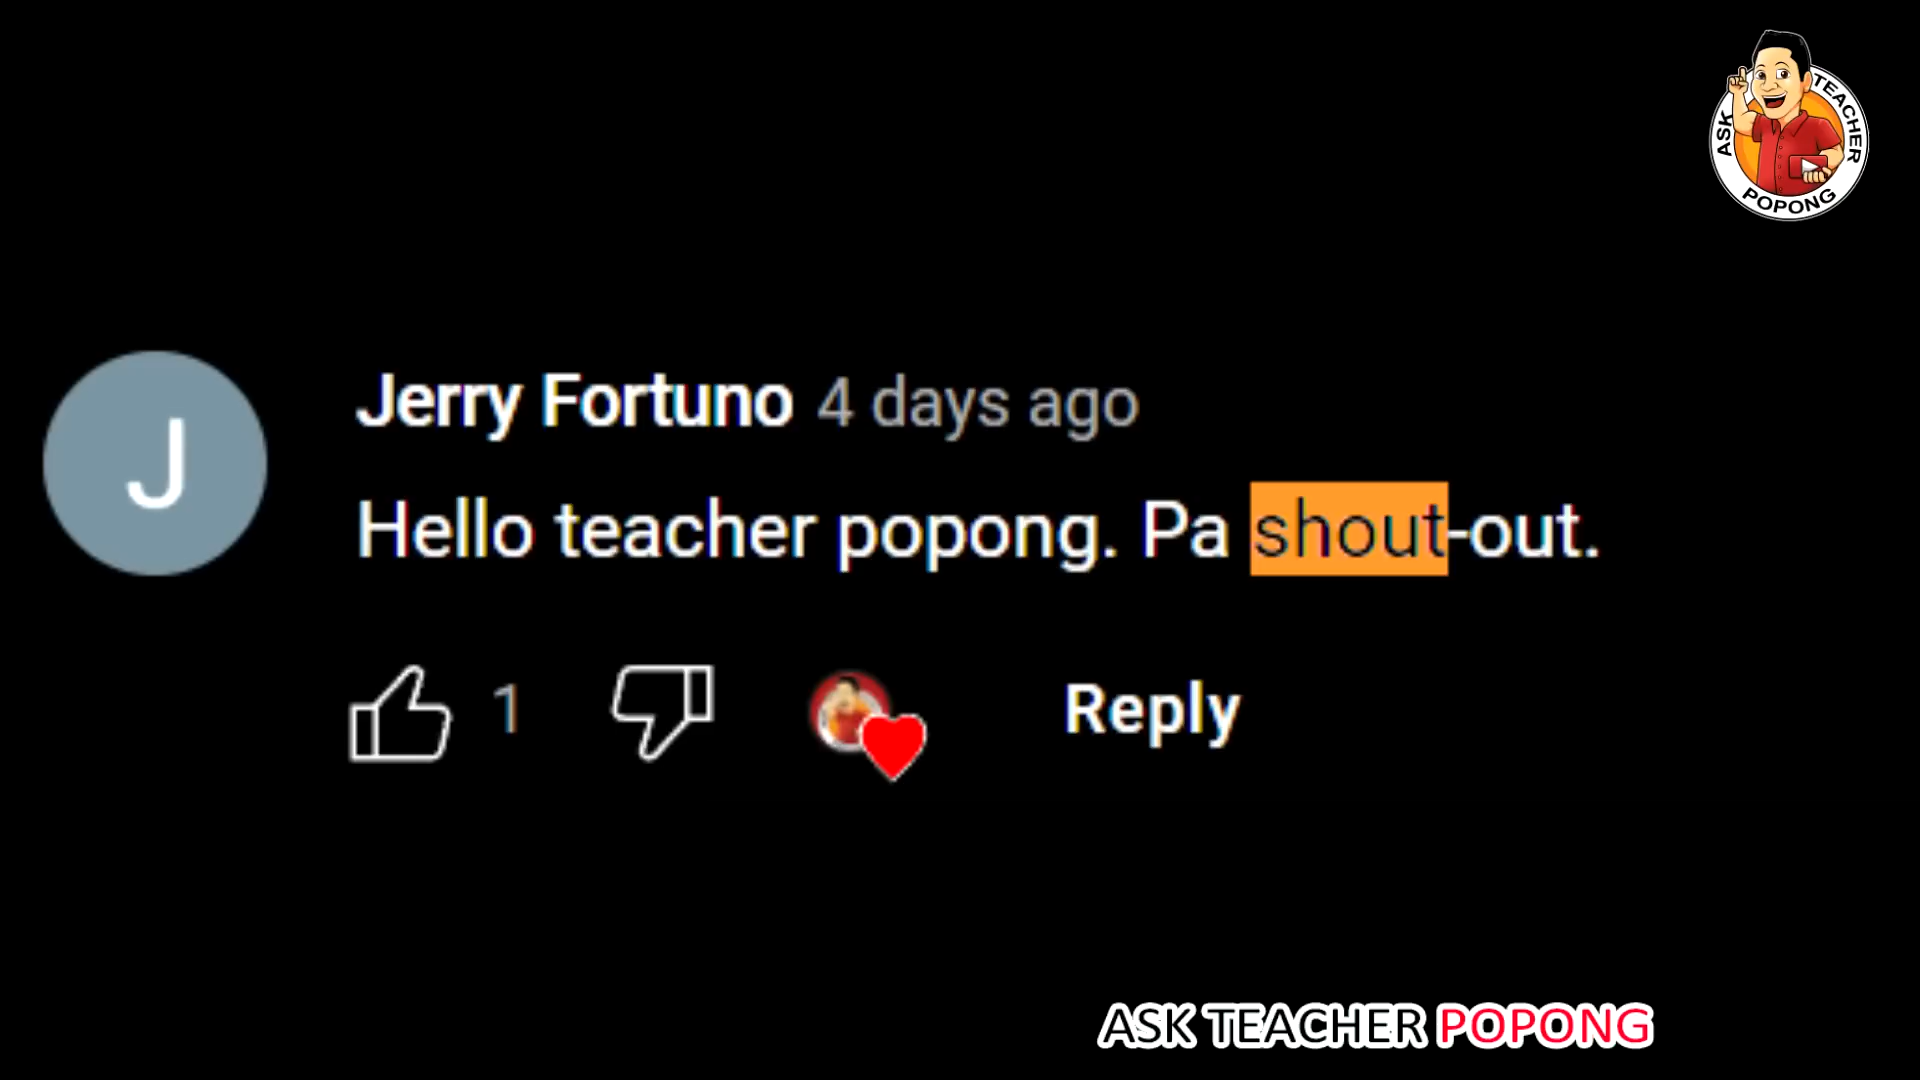 ASK TEACHER POPONG
Jerry Fortuno 4 days ago
Hello teacher popong. Pa shout-out.
1 Reply
ASK TEACHER POPONG